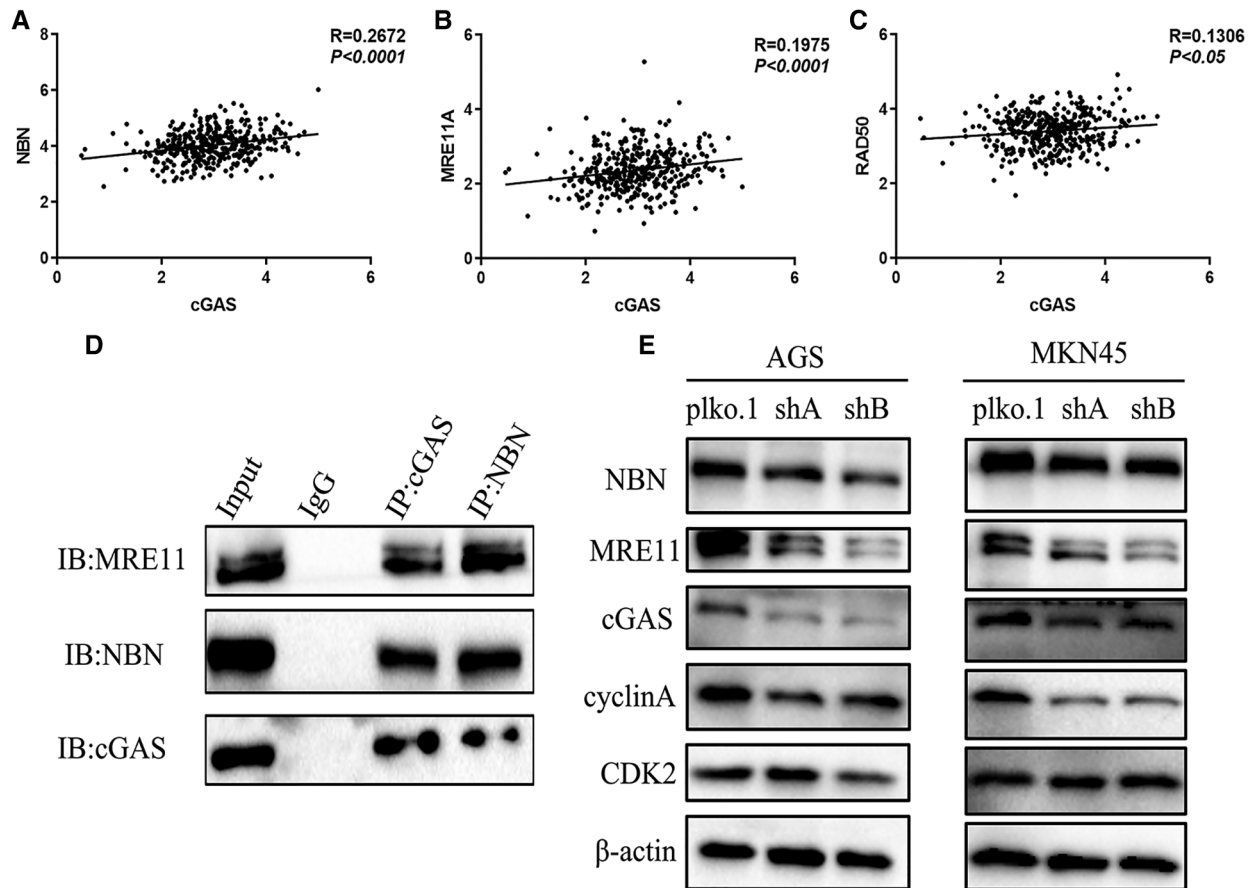 A
8
6
4
2
0
NBN
R=0.2672
P<0.0001
0 2 4 6
cGAS
B
6
4
2
0
MRE11A
R=0.1975
P<0.0001
0 2 4 6
cGAS
C
6
4
2
0
RAD50
R=0.1306
P<0.05
0 2 4 6
cGAS
D
Input IgG IP:cGAS IP:NBN
IB:MRE11
IB:NBN
IB:cGAS
E
AGS MKN45
plko.1 shA shB plko.1 shA shB
NBN
MRE11
cGAS
cyclinA
CDK2
β-actin